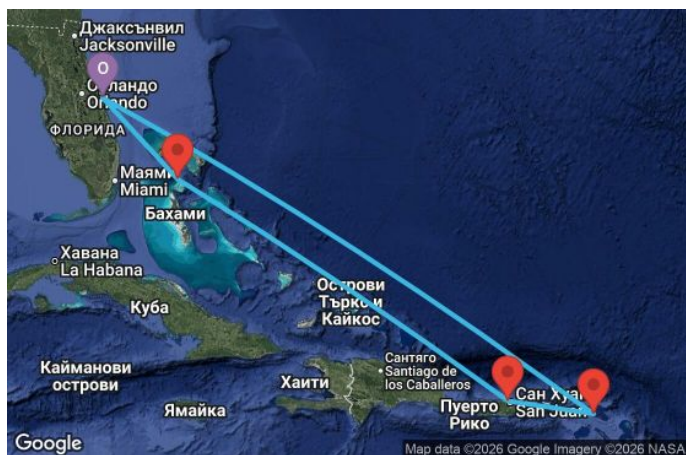 Джаксънвил
Jacksonville
О
Орландо
Orlando
ФЛОРИДА
Маями
Miami
Бахами
Хавана
La Habana
Куба
Острови
Търкс и
Кайкос
Кайманови
острови
Ямайка
Хаити
Сантяго
Santiago de
los Caballeros
Пуерто
Рико
Сан Хуан
San Juan
Google
Map data ©2026 Google Imagery ©2026 NASA